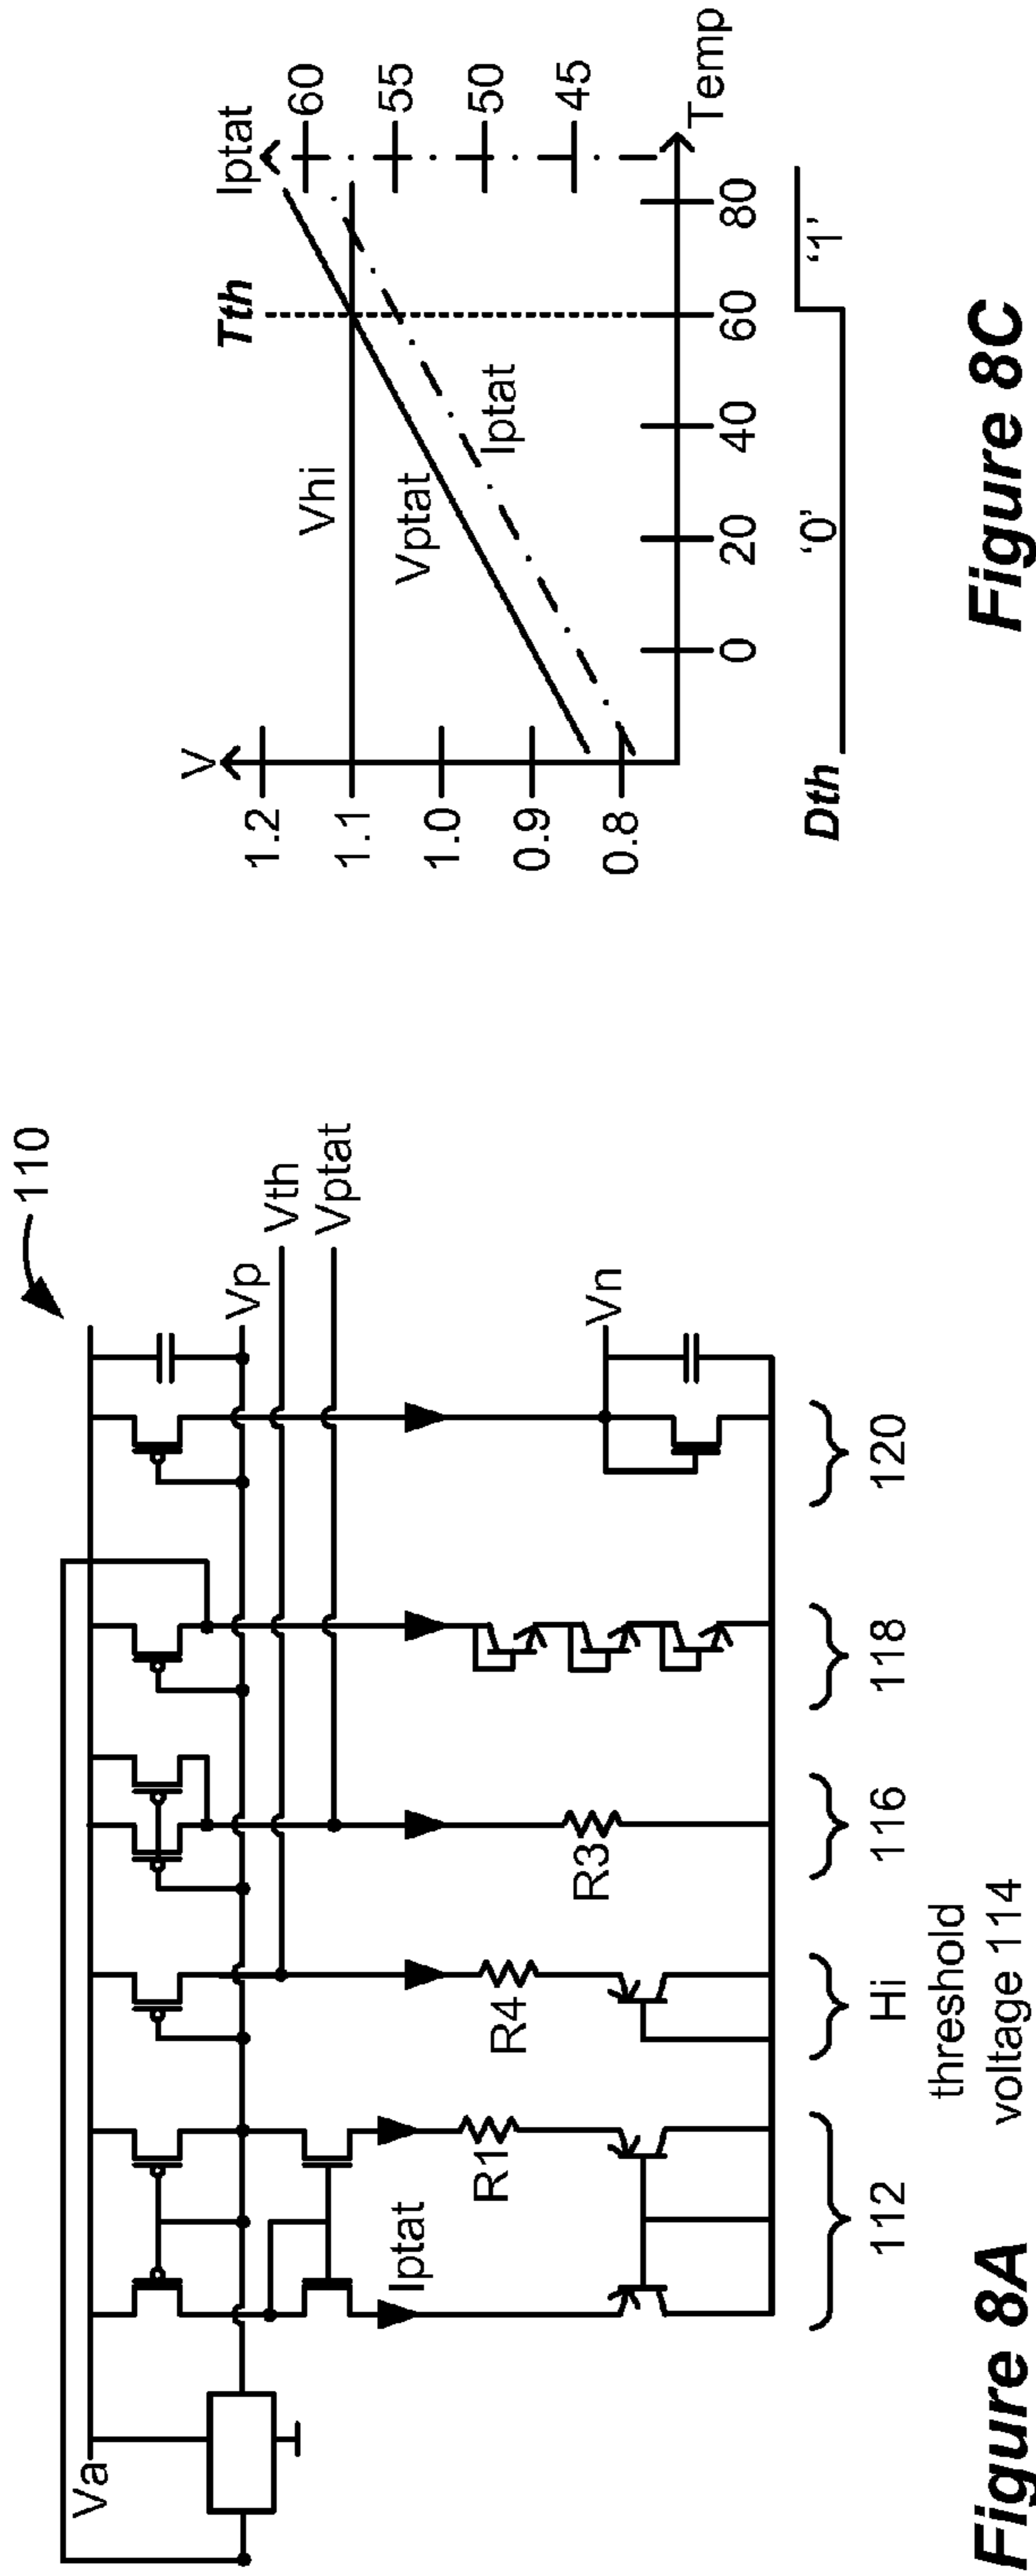 110
Va
Vp
Vth
Vptat
Iptat
R1
R4
R3
Vn
112
Hi
threshold
voltage 114
116
118
120
Figure 8A
V
Tth
Iptat
1.2
1.1
1.0
0.9
0.8
Vhi
Vptat
Iptat
60
55
50
45
0
20
40
60
80
Temp
Dth
'0'
'1'
Figure 8C